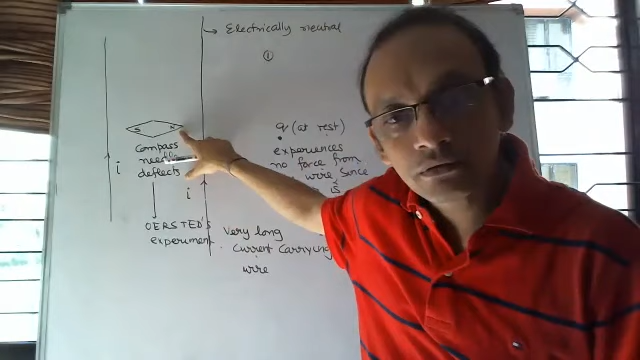 Electrically neutral
①
S
q (at rest)
experiences
no force from
wire since
is
Compass
needle
deflects
i
i
OERSTED'S
experiment
Very long
current carrying
wire